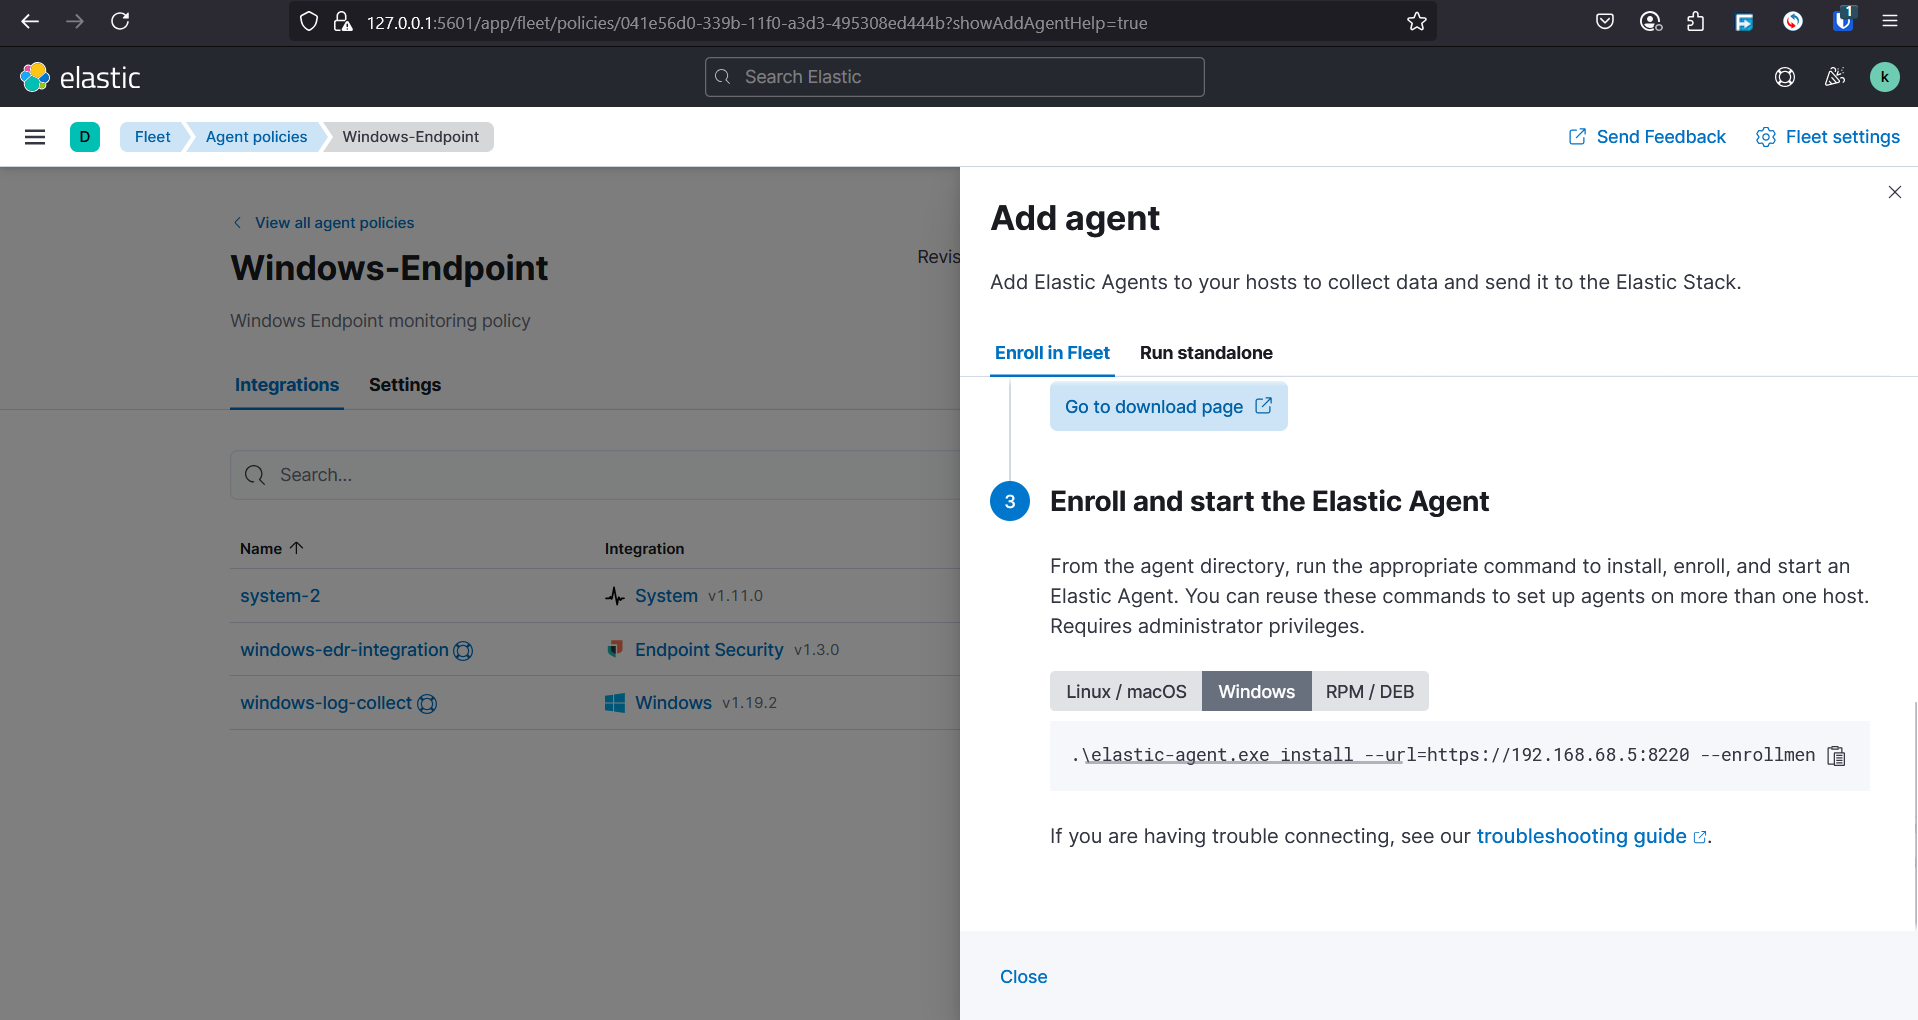 127.0.0.1:5601/app/fleet/policies/041e56d0-339b-11f0-a3d3-495308ed444b?showAddAgentHelp=true
1
elastic
Search Elastic
k
D
Fleet
Agent policies
Windows-Endpoint
Send Feedback
Fleet settings
View all agent policies
Windows-Endpoint
Revis
Windows Endpoint monitoring policy
Integrations
Settings
Search...
Name
Integration
system-2
System v1.11.0
windows-edr-integration
Endpoint Security v1.3.0
windows-log-collect
Windows v1.19.2
Add agent
Add Elastic Agents to your hosts to collect data and send it to the Elastic Stack.
Enroll in Fleet
Run standalone
Go to download page
3
Enroll and start the Elastic Agent
From the agent directory, run the appropriate command to install, enroll, and start an
Elastic Agent. You can reuse these commands to set up agents on more than one host.
Requires administrator privileges.
Linux / macOS
Windows
RPM / DEB
.\elastic-agent.exe install --url=https://192.168.68.5:8220 --enrollmen
If you are having trouble connecting, see our troubleshooting guide.
Close